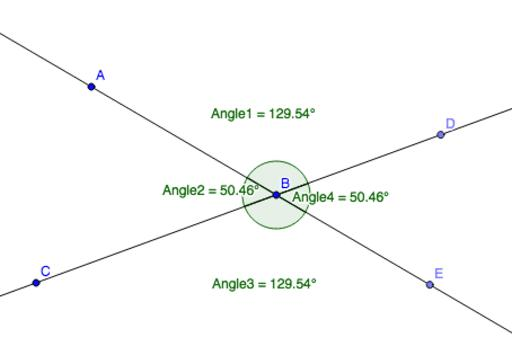 A
Angle1 = 129.54°
D
Angle2 = 50.46°
B
Angle4 = 50.46°
C
E
Angle3 = 129.54°